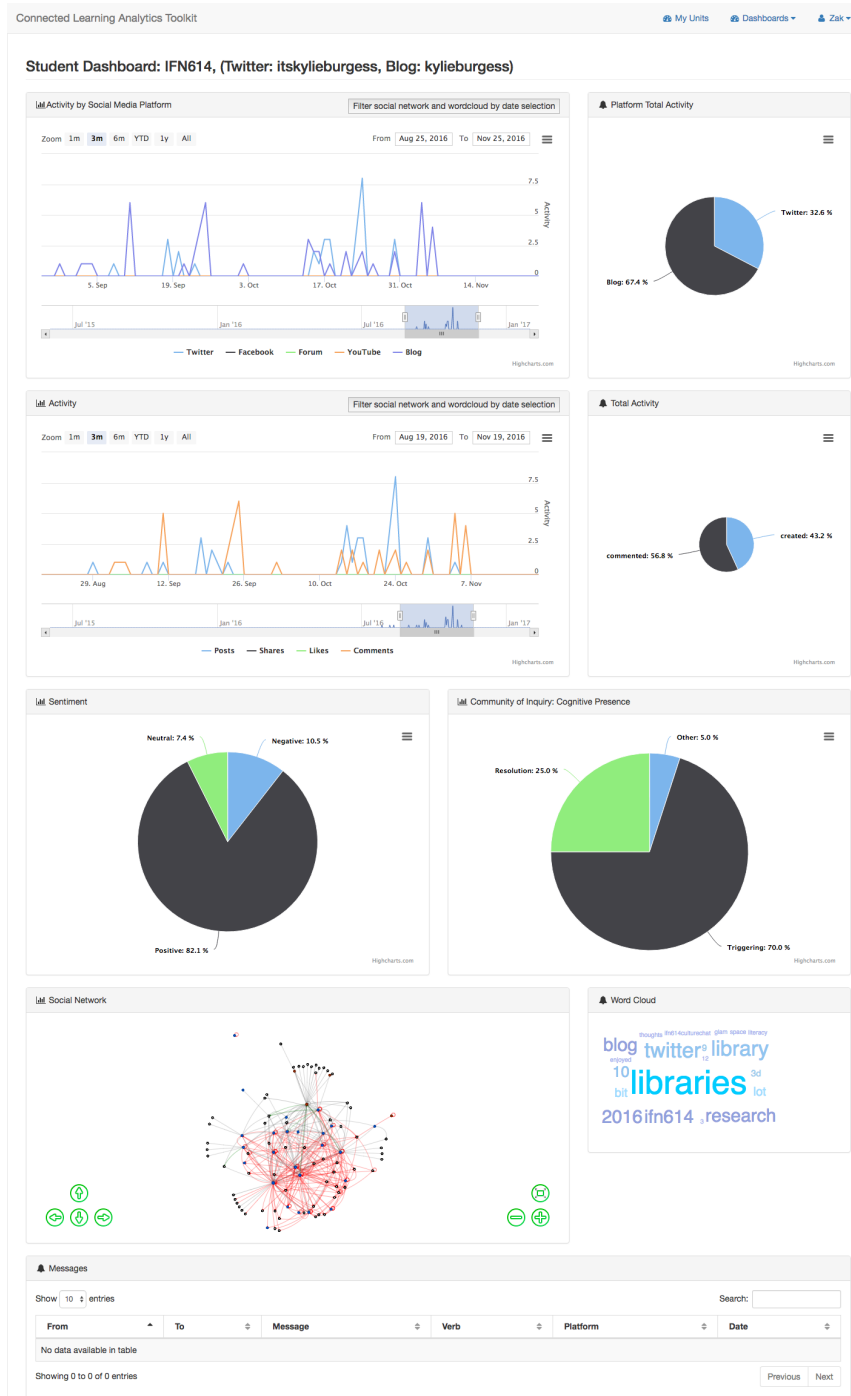 Connected Learning Analytics Toolkit
My Units Dashboards Zak
Student Dashboard: IFN614, (Twitter: itskylieburgess, Blog: kylieburgess)
Activity by Social Media Platform
Filter social network and wordcloud by date selection
Zoom 1m 3m 6m YTD 1y All
From Aug 25, 2016 To Nov 25, 2016
7.5
5
2.5
0
Activity
5. Sep 19. Sep 3. Oct 17. Oct 31. Oct 14. Nov
Jul '15 Jan '16 Jul '16 Jan '17
Twitter Facebook Forum YouTube Blog
Highcharts.com
Platform Total Activity
Twitter: 32.6 %
Blog: 67.4 %
Highcharts.com
Activity
Filter social network and wordcloud by date selection
Zoom 1m 3m 6m YTD 1y All
From Aug 19, 2016 To Nov 19, 2016
7.5
5
2.5
0
Activity
29. Aug 12. Sep 26. Sep 10. Oct 24. Oct 7. Nov
Jul '15 Jan '16 Jul '16 Jan '17
Posts Shares Likes Comments
Highcharts.com
Total Activity
created: 43.2 %
commented: 56.8 %
Highcharts.com
Sentiment
Neutral: 7.4 %
Negative: 10.5 %
Positive: 82.1 %
Highcharts.com
Community of Inquiry: Cognitive Presence
Other: 5.0 %
Resolution: 25.0 %
Triggering: 70.0 %
Highcharts.com
Social Network
Word Cloud
thoughts ifn614culturechat glam space literacy
blog twitter 9 library
enjoyed 12
10 libraries 3d
bit lot
2016 ifn614 3 research
Messages
Show 10 entries
Search:
From To Message Verb Platform Date
No data available in table
Showing 0 to 0 of 0 entries
Previous Next